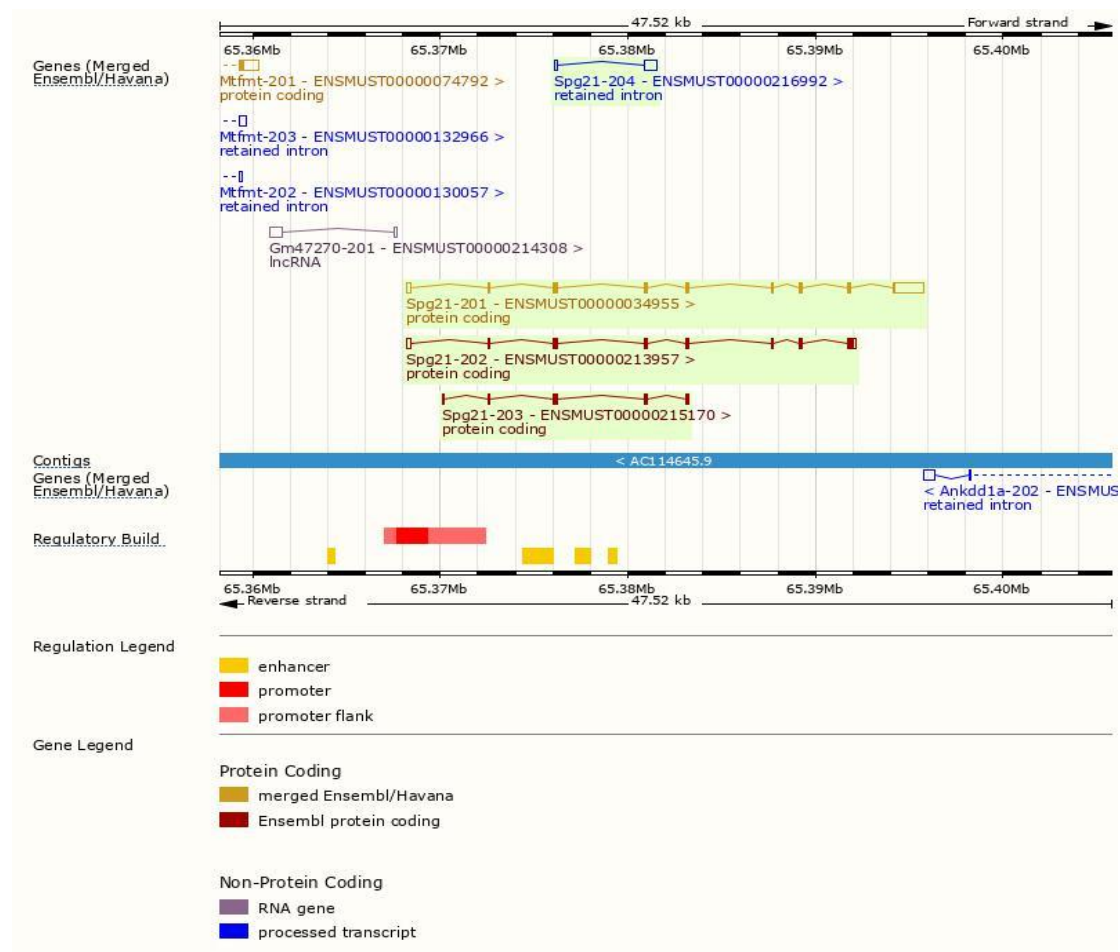 47.52 kb Forward strand
65.36Mb 65.37Mb 65.38Mb 65.39Mb 65.40Mb
Genes (Merged
Ensembl/Havana)
Mtfmt-201 - ENSMUST00000074792 >
protein coding
Spg21-204 - ENSMUST00000216992 >
retained intron
Mtfmt-203 - ENSMUST00000132966 >
retained intron
Mtfmt-202 - ENSMUST00000130057 >
retained intron
Gm47270-201 - ENSMUST00000214308 >
lncRNA
Spg21-201 - ENSMUST00000034955 >
protein coding
Spg21-202 - ENSMUST00000213957 >
protein coding
Spg21-203 - ENSMUST00000215170 >
protein coding
Contigs
< AC114645.9
Genes (Merged
Ensembl/Havana)
< Ankdd1a-202 - ENSMUS
retained intron
Regulatory Build
65.36Mb 65.37Mb 65.38Mb 65.39Mb 65.40Mb
Reverse strand 47.52 kb
Regulation Legend
enhancer
promoter
promoter flank
Gene Legend
Protein Coding
merged Ensembl/Havana
Ensembl protein coding
Non-Protein Coding
RNA gene
processed transcript